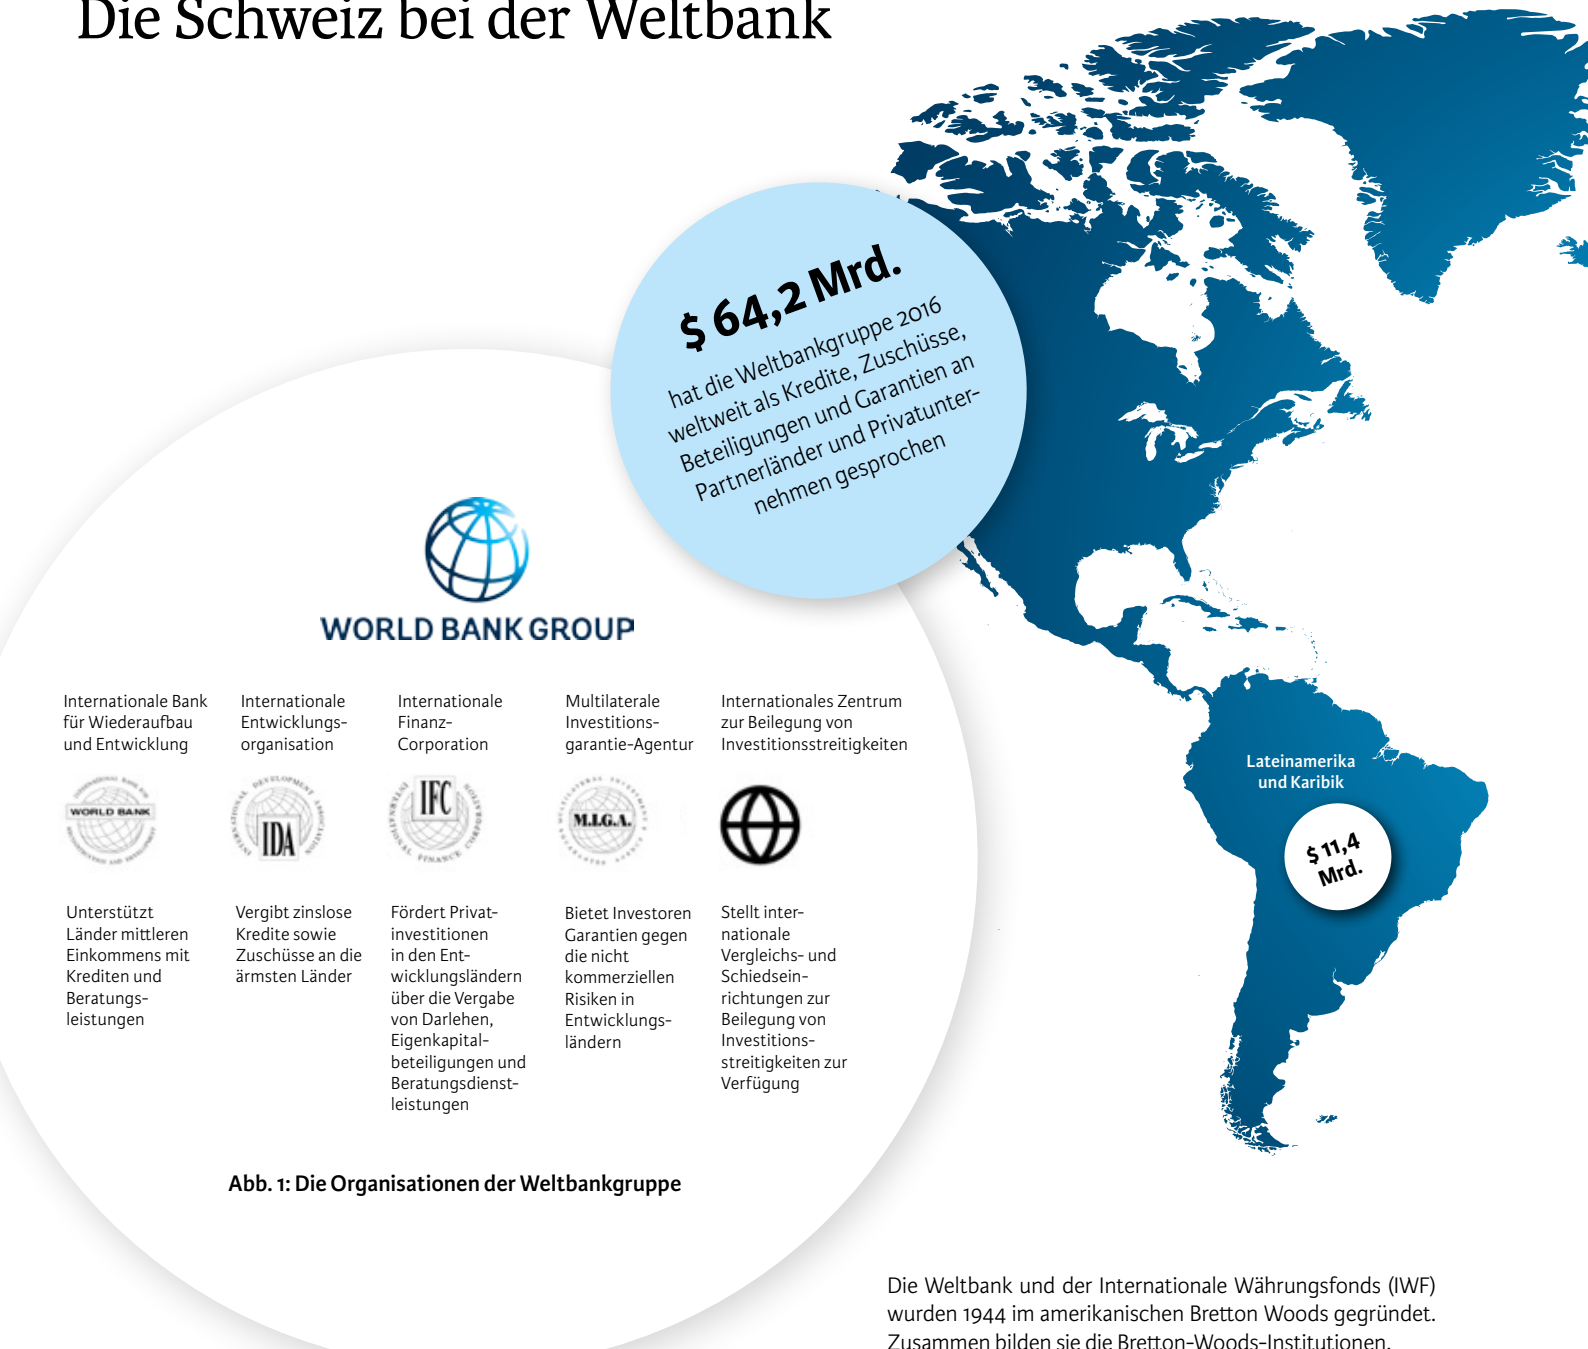 Die Schweiz bei der Weltbank
$ 64,2 Mrd.
hat die Weltbankgruppe 2016
weltweit als Kredite, Zuschüsse,
Beteiligungen und Garantien an
Partnerländer und Privatunter-
nehmen gesprochen
WORLD BANK GROUP
Internationale Bank
für Wiederaufbau
und Entwicklung
WORLD BANK
Unterstützt
Länder mittleren
Einkommens mit
Krediten und
Beratungs-
leistungen
Internationale
Entwicklungs-
organisation
INTERNATIONAL DEVELOPMENT ASSOCIATION
IDA
Vergibt zinslose
Kredite sowie
Zuschüsse an die
ärmsten Länder
Internationale
Finanz-
Corporation
IFC
INTERNATIONAL FINANCE CORPORATION
Fördert Privat-
investitionen
in den Ent-
wicklungsländern
über die Vergabe
von Darlehen,
Eigenkapital-
beteiligungen und
Beratungsdienst-
leistungen
Multilaterale
Investitions-
garantie-Agentur
M.I.G.A.
Bietet Investoren
Garantien gegen
die nicht
kommerziellen
Risiken in
Entwicklungs-
ländern
Internationales Zentrum
zur Beilegung von
Investitionsstreitigkeiten
Stellt inter-
nationale
Vergleichs- und
Schiedsein-
richtungen zur
Beilegung von
Investitions-
streitigkeiten zur
Verfügung
Abb. 1: Die Organisationen der Weltbankgruppe
Lateinamerika
und Karibik
$ 11,4
Mrd.
Die Weltbank und der Internationale Währungsfonds (IWF)
wurden 1944 im amerikanischen Bretton Woods gegründet.
Zusammen bilden sie die Bretton-Woods-Institutionen.